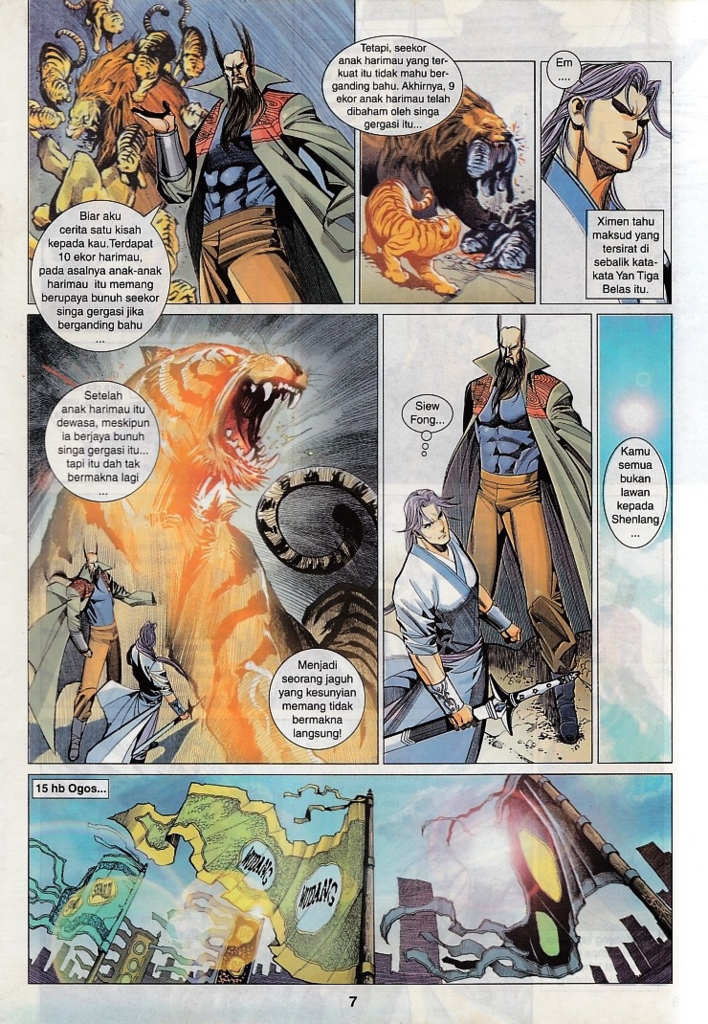 Biar aku
cerita satu kisah
kepada kau.Terdapat
10 ekor harimau,
pada asalnya anak-anak
harimau itu memang
berupaya bunuh seekor
singa gergasi jika
berganding bahu
...
Tetapi, seekor
anak harimau yang ter-
kuat itu tidak mahu ber-
ganding bahu. Akhirnya, 9
ekor anak harimau telah
dibaham oleh singa
gergasi itu...
Em
....
Ximen tahu
maksud yang
tersirat di
sebalik kata-
kata Yan Tiga
Belas itu.
Setelah
anak harimau itu
dewasa, meskipun
ia berjaya bunuh
singa gergasi itu...
tapi itu dah tak
bermakna lagi
...
Menjadi
seorang jaguh
yang kesunyian
memang tidak
bermakna
langsung!
Siew
Fong...
Kamu
semua
bukan
lawan
kepada
Shenlang
...
15 hb Ogos...
WUDANG
WUDANG
7